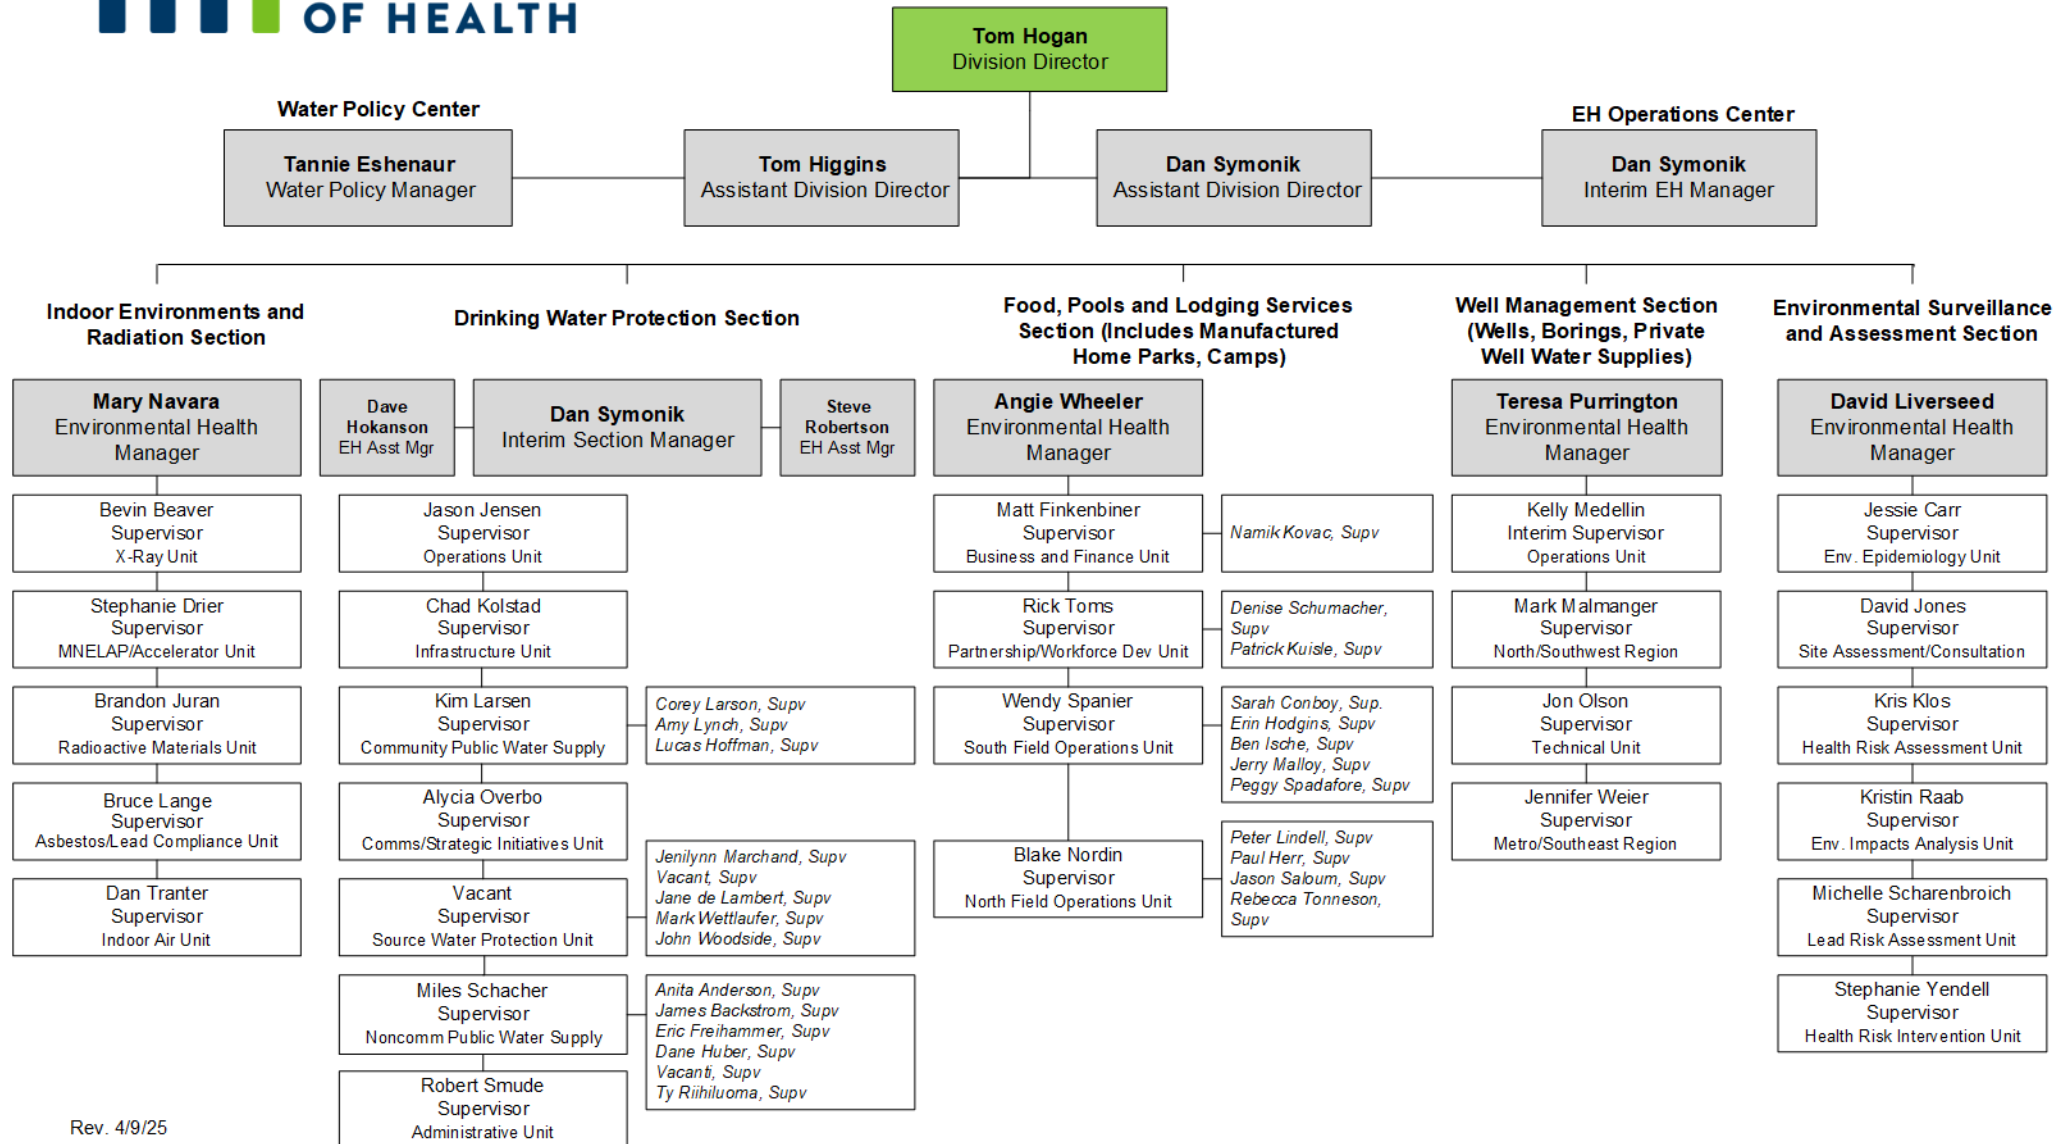 OF HEALTH
Tom Hogan
Division Director
Water Policy Center
EH Operations Center
Tannie Eshenaur
Water Policy Manager
Tom Higgins
Assistant Division Director
Dan Symonik
Assistant Division Director
Dan Symonik
Interim EH Manager
Indoor Environments and
Radiation Section
Mary Navara
Environmental Health
Manager
Bevin Beaver
Supervisor
X-Ray Unit
Stephanie Drier
Supervisor
MNELAP/Accelerator Unit
Brandon Juran
Supervisor
Radioactive Materials Unit
Bruce Lange
Supervisor
Asbestos/Lead Compliance Unit
Dan Tranter
Supervisor
Indoor Air Unit
Drinking Water Protection Section
Dave
Hokanson
EH Asst Mgr
Dan Symonik
Interim Section Manager
Steve
Robertson
EH Asst Mgr
Jason Jensen
Supervisor
Operations Unit
Chad Kolstad
Supervisor
Infrastructure Unit
Kim Larsen
Supervisor
Community Public Water Supply
Corey Larson, Supv
Amy Lynch, Supv
Lucas Hoffman, Supv
Alycia Overbo
Supervisor
Comms/Strategic Initiatives Unit
Vacant
Supervisor
Source Water Protection Unit
Jenilynn Marchand, Supv
Vacant, Supv
Jane de Lambert, Supv
Mark Wettlaufer, Supv
John Woodside, Supv
Miles Schacher
Supervisor
Noncomm Public Water Supply
Anita Anderson, Supv
James Backstrom, Supv
Eric Freihammer, Supv
Dane Huber, Supv
Vacanti, Supv
Ty Riihiluoma, Supv
Robert Smude
Supervisor
Administrative Unit
Food, Pools and Lodging Services
Section (Includes Manufactured
Home Parks, Camps)
Angie Wheeler
Environmental Health
Manager
Matt Finkenbiner
Supervisor
Business and Finance Unit
Namik Kovac, Supv
Rick Toms
Supervisor
Partnership/Workforce Dev Unit
Denise Schumacher,
Supv
Patrick Kuisle, Supv
Wendy Spanier
Supervisor
South Field Operations Unit
Sarah Conboy, Sup.
Erin Hodgins, Supv
Ben Ische, Supv
Jerry Malloy, Supv
Peggy Spadafore, Supv
Blake Nordin
Supervisor
North Field Operations Unit
Peter Lindell, Supv
Paul Herr, Supv
Jason Saloum, Supv
Rebecca Tonneson,
Supv
Well Management Section
(Wells, Borings, Private
Well Water Supplies)
Teresa Purrington
Environmental Health
Manager
Kelly Medellin
Interim Supervisor
Operations Unit
Mark Malmanger
Supervisor
North/Southwest Region
Jon Olson
Supervisor
Technical Unit
Jennifer Weier
Supervisor
Metro/Southeast Region
Environmental Surveillance
and Assessment Section
David Liverseed
Environmental Health
Manager
Jessie Carr
Supervisor
Env. Epidemiology Unit
David Jones
Supervisor
Site Assessment/Consultation
Kris Klos
Supervisor
Health Risk Assessment Unit
Kristin Raab
Supervisor
Env. Impacts Analysis Unit
Michelle Scharenbroich
Supervisor
Lead Risk Assessment Unit
Stephanie Yendell
Supervisor
Health Risk Intervention Unit
Rev. 4/9/25